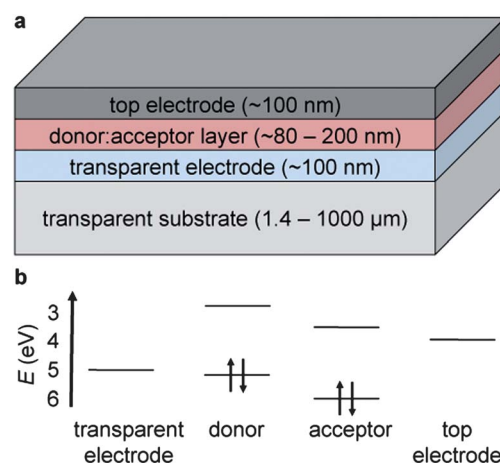 a
top electrode (~100 nm)
donor:acceptor layer (~80 – 200 nm)
transparent electrode (~100 nm)
transparent substrate (1.4 – 1000 µm)
b
E (eV)
3
4
5
6
transparent electrode
donor
acceptor
top electrode